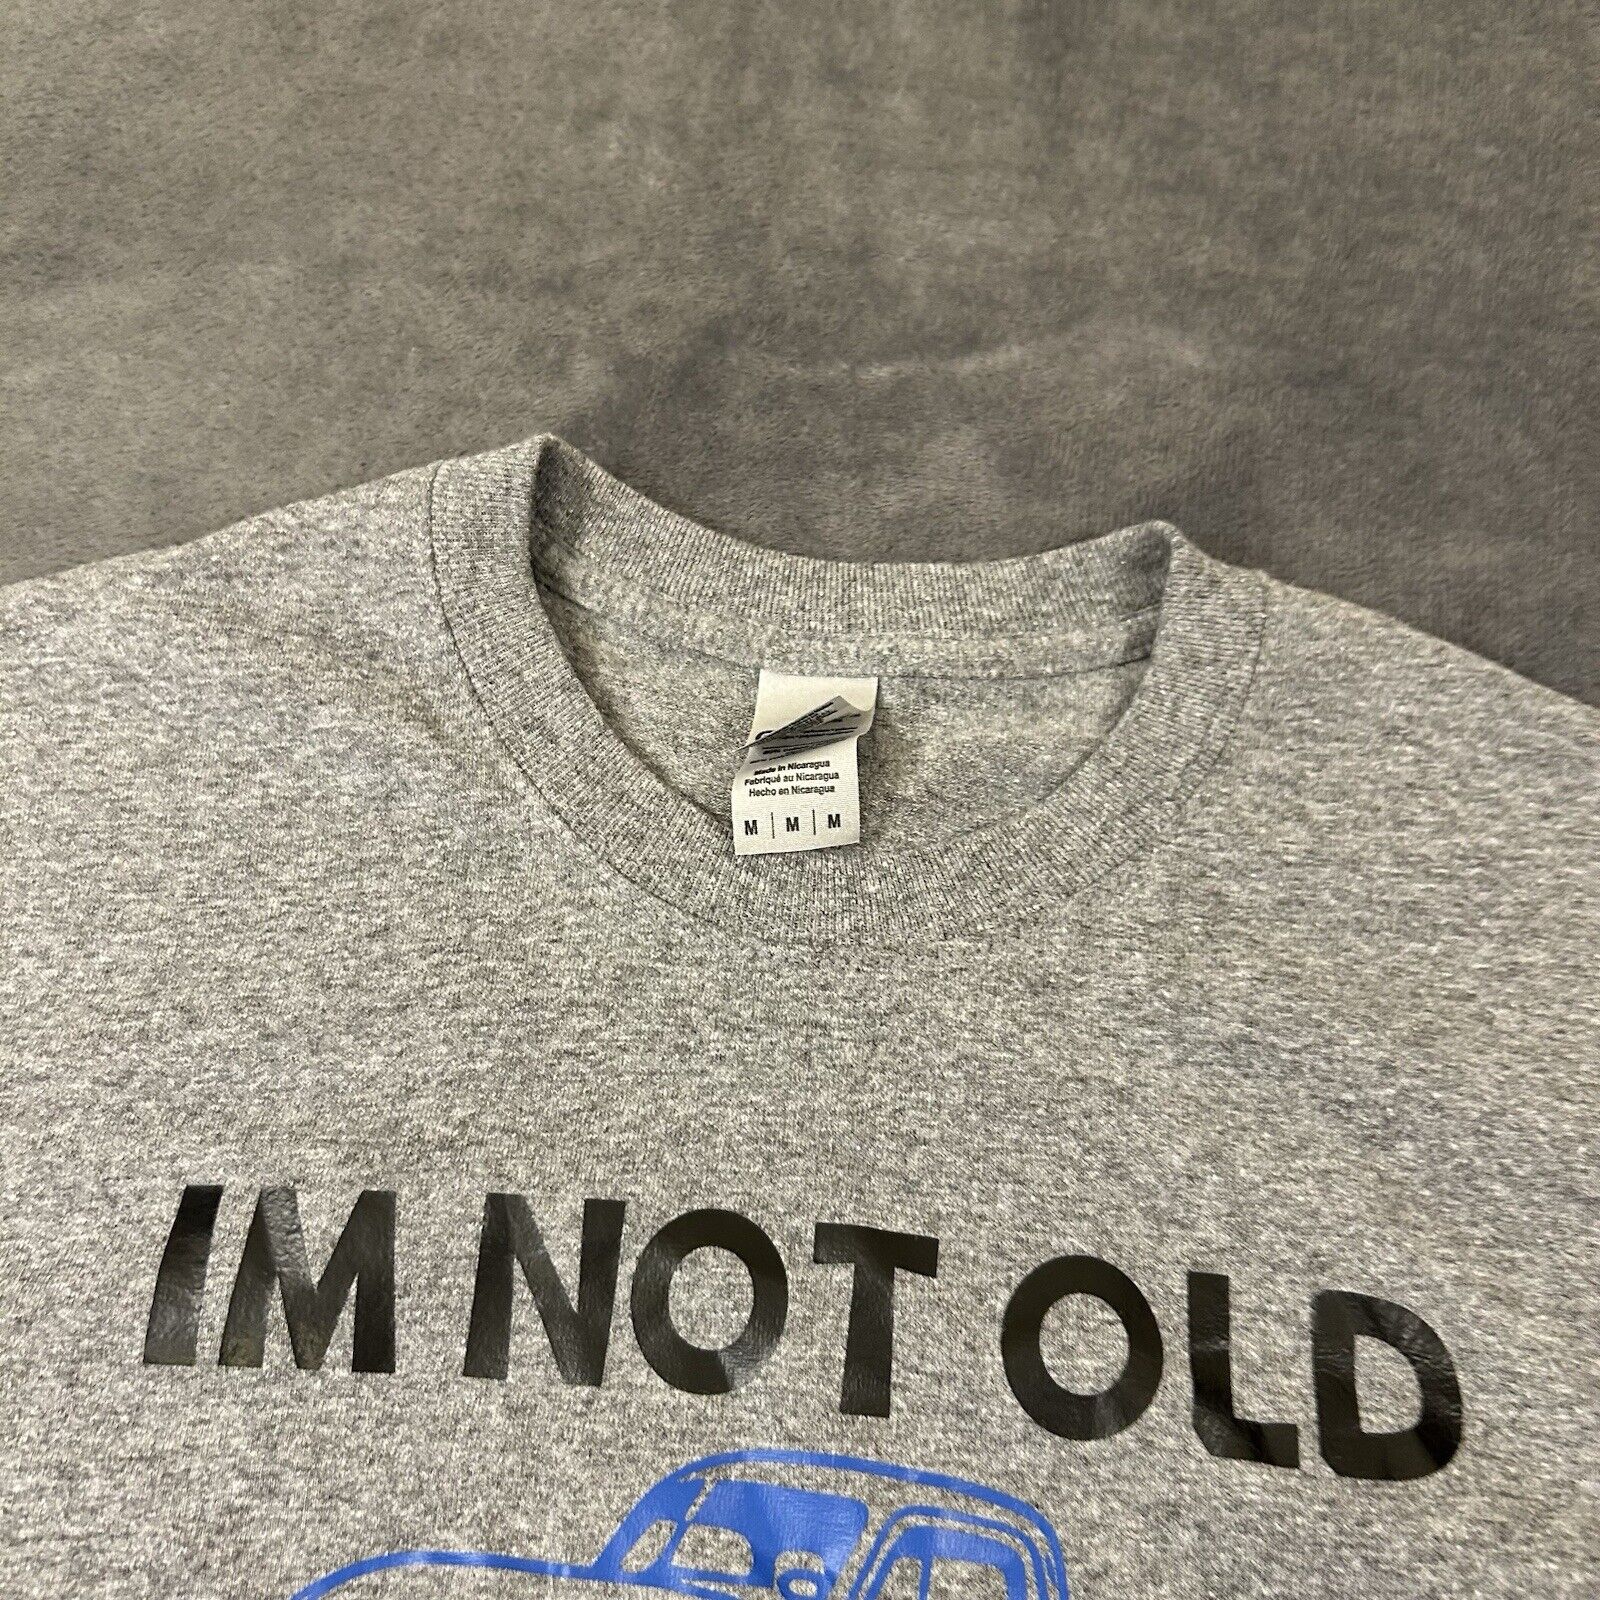 Made in Nicaragua
Fabriqué au Nicaragua
Hecho en Nicaragua
M | M | M
IM NOT OLD